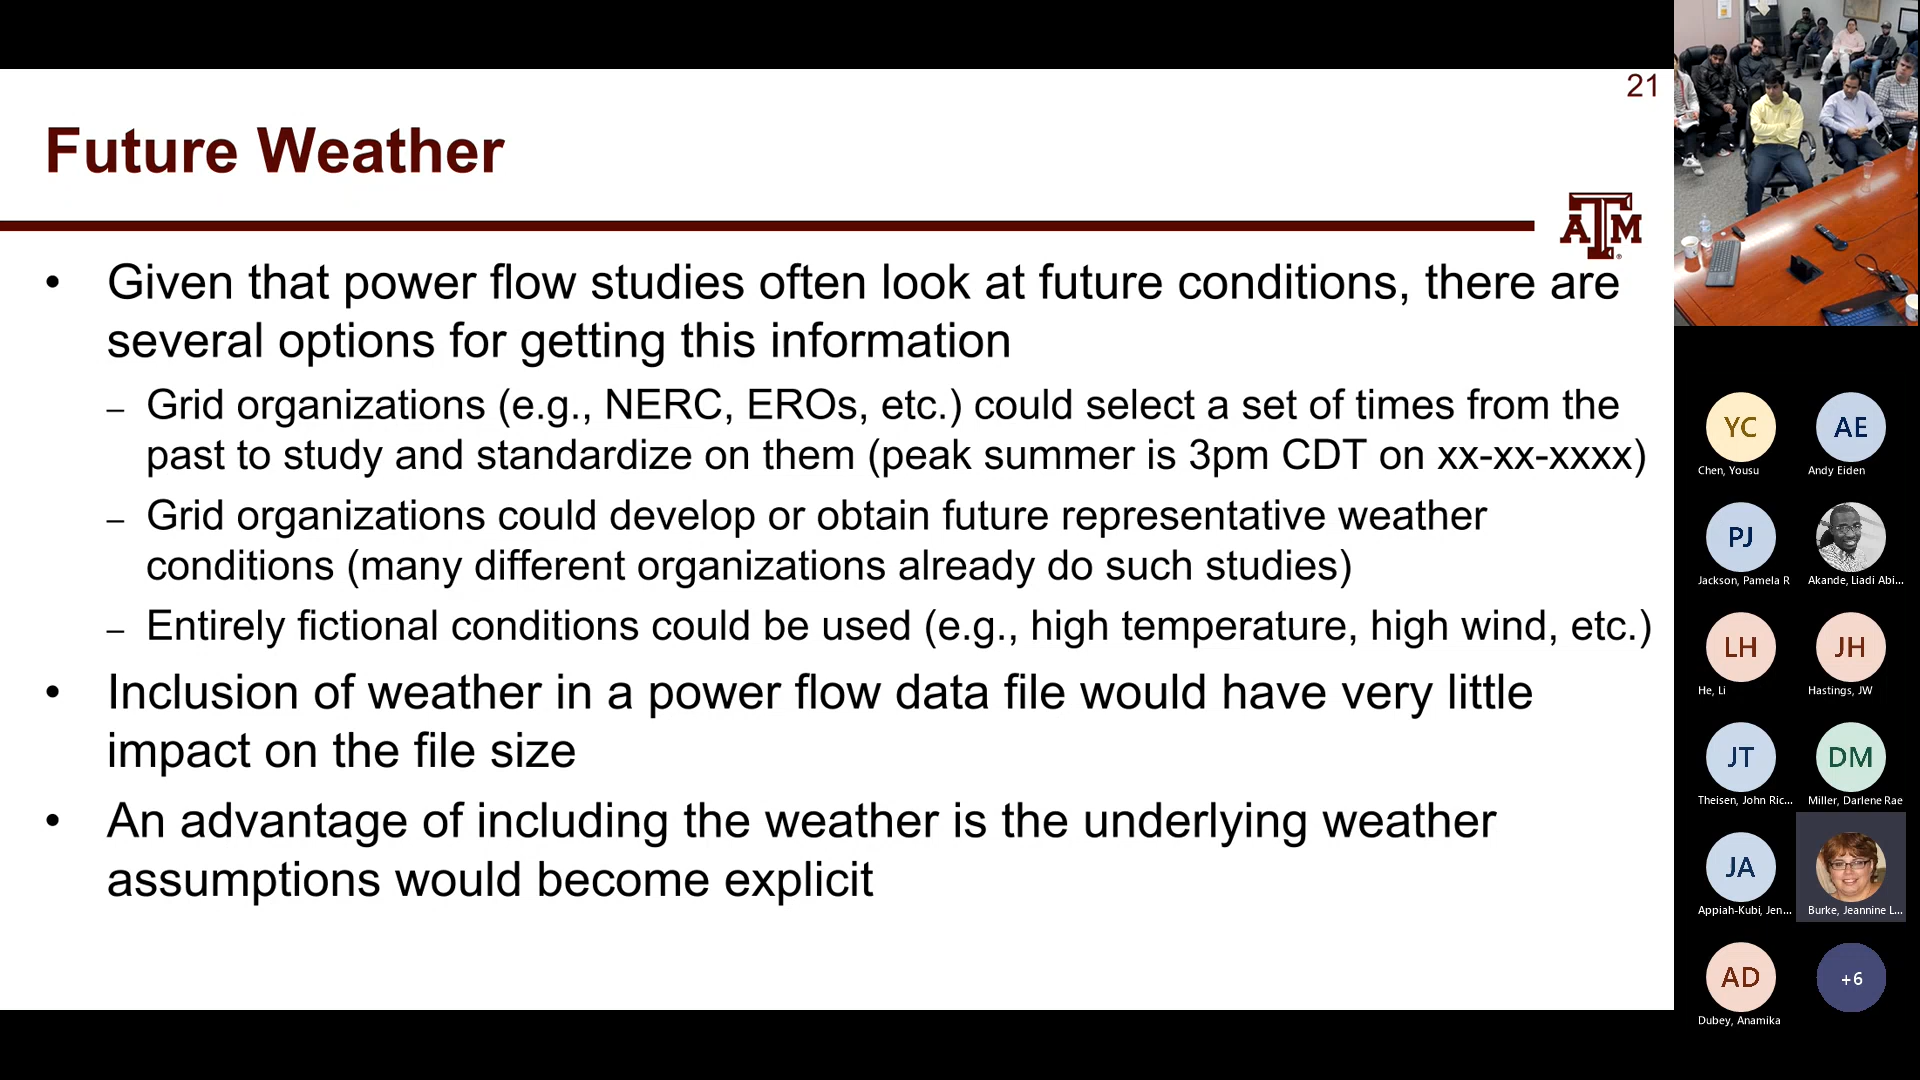 21
Future Weather
ATM
• Given that power flow studies often look at future conditions, there are
several options for getting this information
– Grid organizations (e.g., NERC, EROs, etc.) could select a set of times from the
past to study and standardize on them (peak summer is 3pm CDT on xx-xx-xxxx)
– Grid organizations could develop or obtain future representative weather
conditions (many different organizations already do such studies)
– Entirely fictional conditions could be used (e.g., high temperature, high wind, etc.)
• Inclusion of weather in a power flow data file would have very little
impact on the file size
• An advantage of including the weather is the underlying weather
assumptions would become explicit
YC
Chen, Yousu
AE
Andy Eiden
PJ
Jackson, Pamela R
Akande, Liadi Abi...
LH
He, Li
JH
Hastings, JW
JT
Theisen, John Ric...
DM
Miller, Darlene Rae
JA
Appiah-Kubi, Jen...
Burke, Jeannine L...
AD
Dubey, Anamika
+6